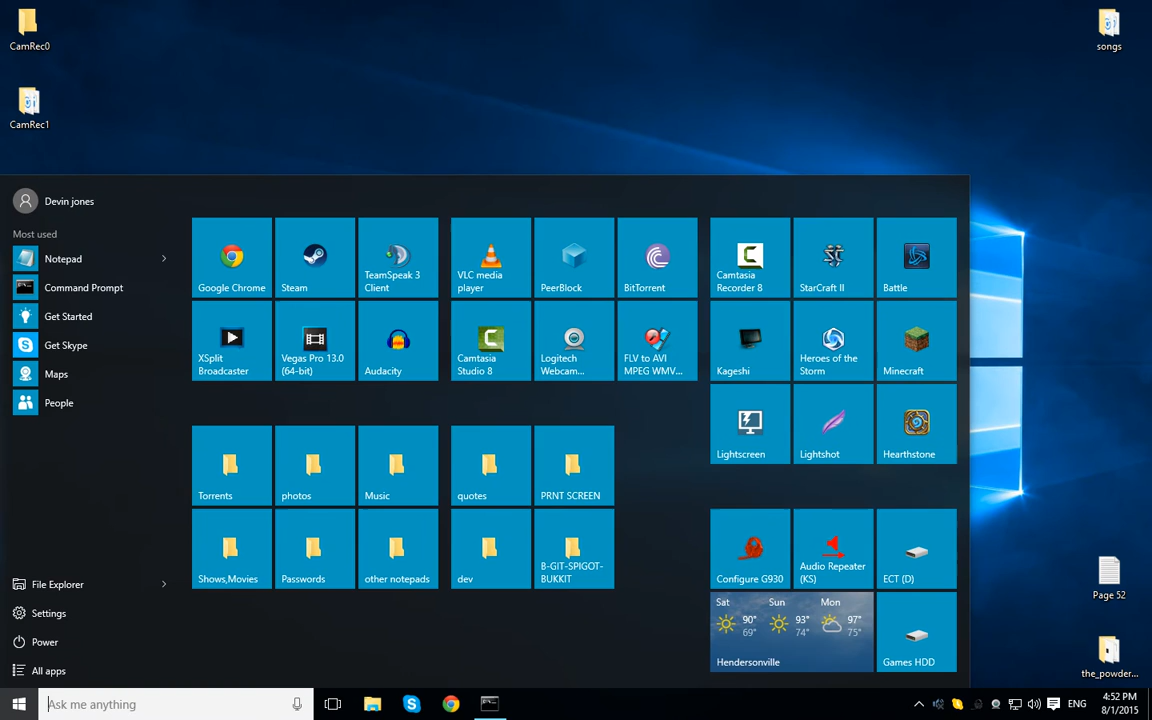 CamRec0
songs
CamRec1
Devin jones
Most used
Notepad
Command Prompt
Get Started
Get Skype
Maps
People
File Explorer
Settings
Power
All apps
Google Chrome
Steam
TeamSpeak 3
Client
XSplit
Broadcaster
Vegas Pro 13.0
(64-bit)
Audacity
VLC media
player
PeerBlock
BitTorrent
Camtasia
Studio 8
Logitech
Webcam...
FLV to AVI
MPEG WMV...
Camtasia
Recorder 8
StarCraft II
Battle
Kageshi
Heroes of the
Storm
Minecraft
Lightscreen
Lightshot
Hearthstone
Torrents
photos
Music
Shows,Movies
Passwords
other notepads
quotes
PRNT SCREEN
dev
B-GIT-SPIGOT-
BUKKIT
Configure G930
Audio Repeater
(KS)
ECT (D)
Sat Sun Mon
90° 93° 97°
69° 74° 75°
Hendersonville
Games HDD
Page 52
the_powder...
Ask me anything
ENG
4:52 PM
8/1/2015